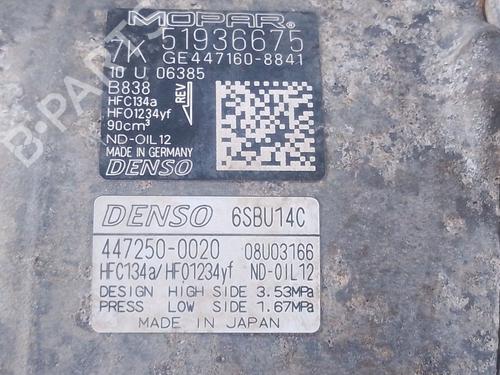 MOPAR
7K 51936675
GE447160-8841
10 U 06385
B838
HFC134a
HFO1234yf
90cm³
ND-OIL12
MADE IN GERMANY
DENSO
REV
DENSO 6SBU14C
447250-0020 08U03166
HFC134a/HFO1234yf ND-OIL12
DESIGN HIGH SIDE 3.53MPa
PRESS LOW SIDE 1.67MPa
MADE IN JAPAN
B-PARTS